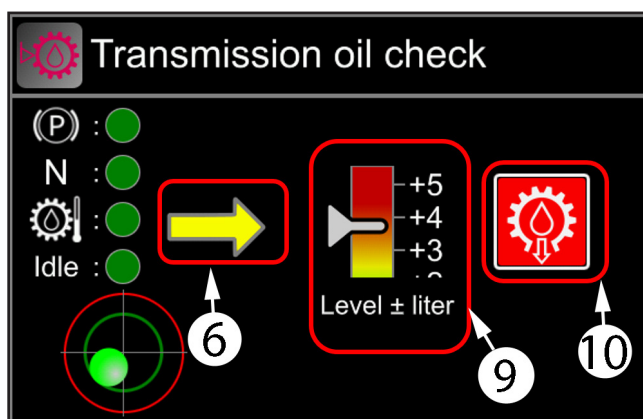 Transmission oil check
(P) :
N :
:
Idle :
+5
+4
+3
Level ± liter
6
9
10